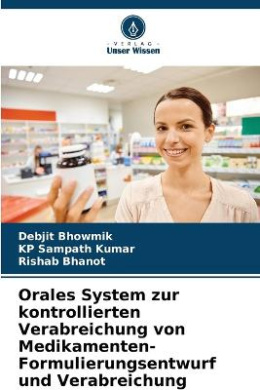 VERLAG
Unser Wissen
Debjit Bhowmik
KP Sampath Kumar
Rishab Bhanot
Orales System zur
kontrollierten
Verabreichung von
Medikamenten-
Formulierungsentwurf
und Verabreichung